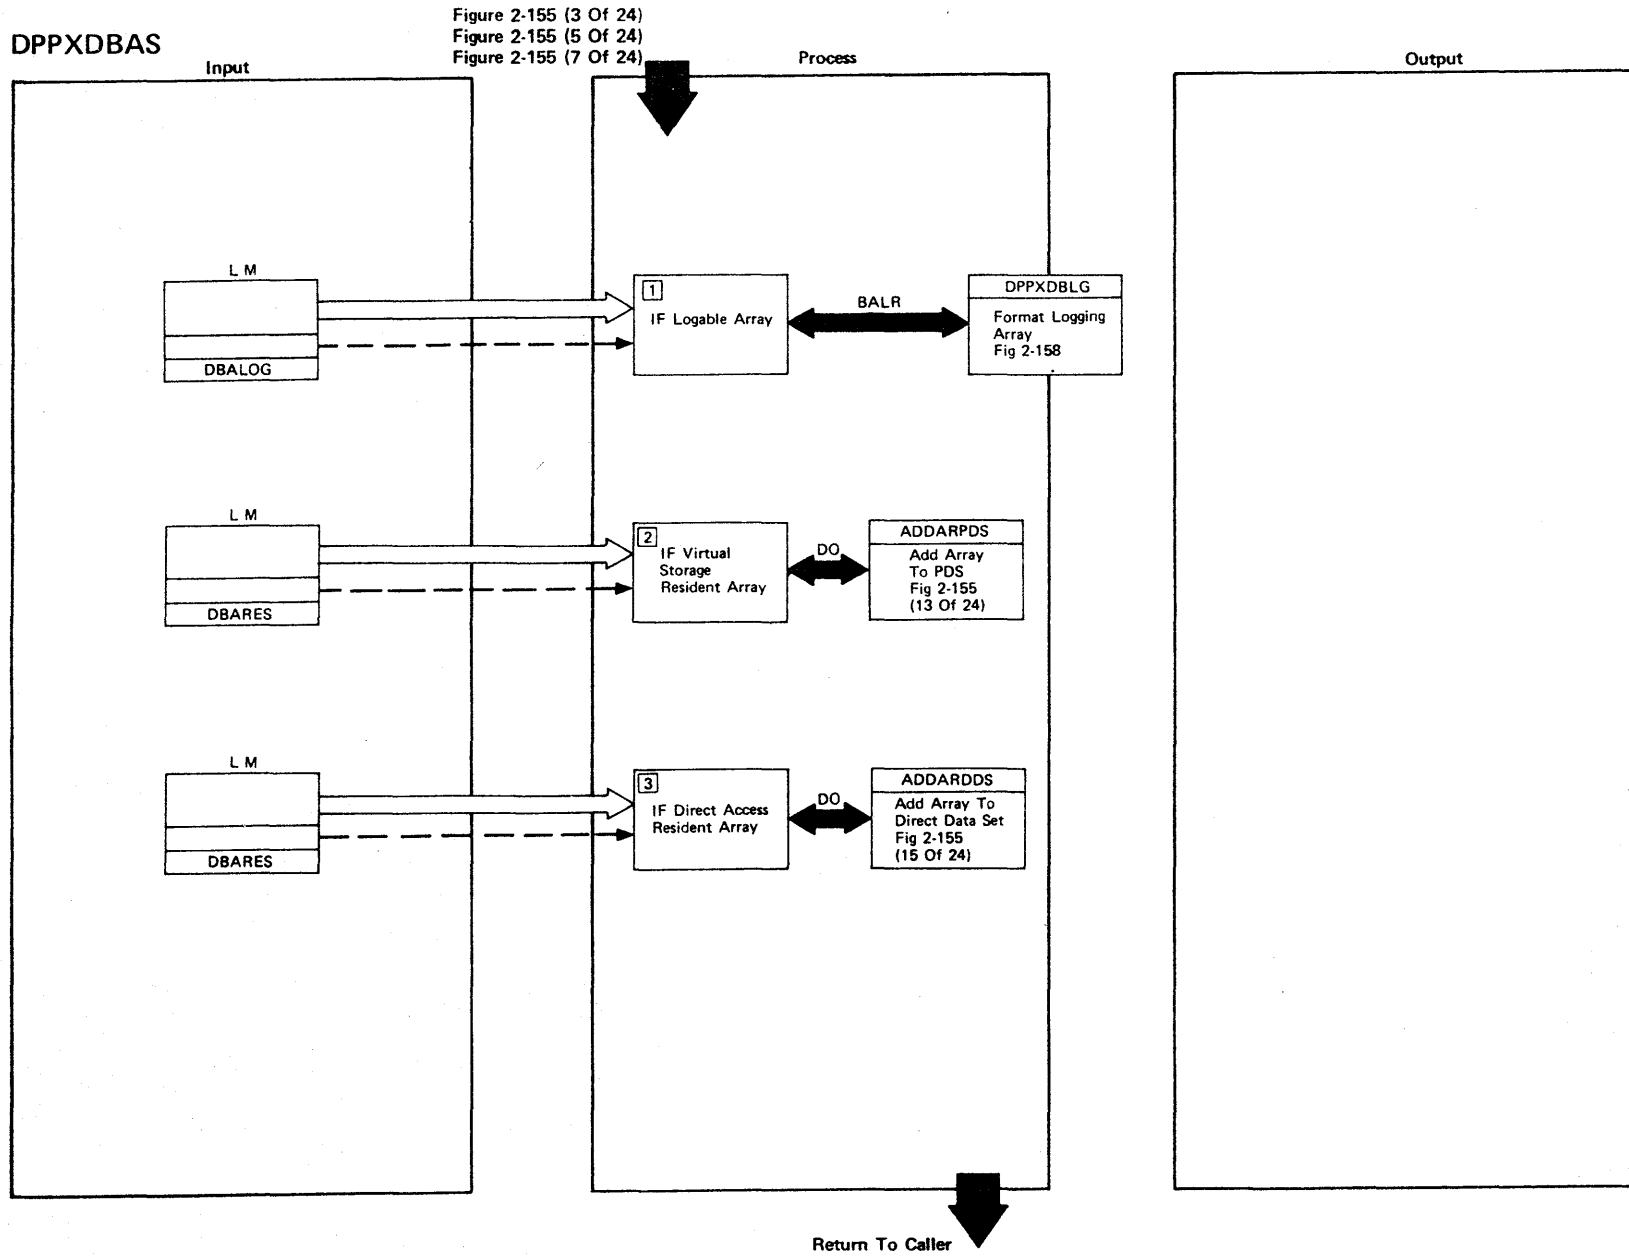 Figure 2-155 (3 Of 24)
Figure 2-155 (5 Of 24)
Figure 2-155 (7 Of 24)
DPPXDBAS
Input
Process
Output
L M
DBALOG
1
IF Logable Array
BALR
DPPXDBLG
Format Logging
Array
Fig 2-158
L M
DBARES
2
IF Virtual
Storage
Resident Array
DO
ADDARPDS
Add Array
To PDS
Fig 2-155
(13 Of 24)
L M
DBARES
3
IF Direct Access
Resident Array
DO
ADDARDDS
Add Array To
Direct Data Set
Fig 2-155
(15 Of 24)
Return To Caller